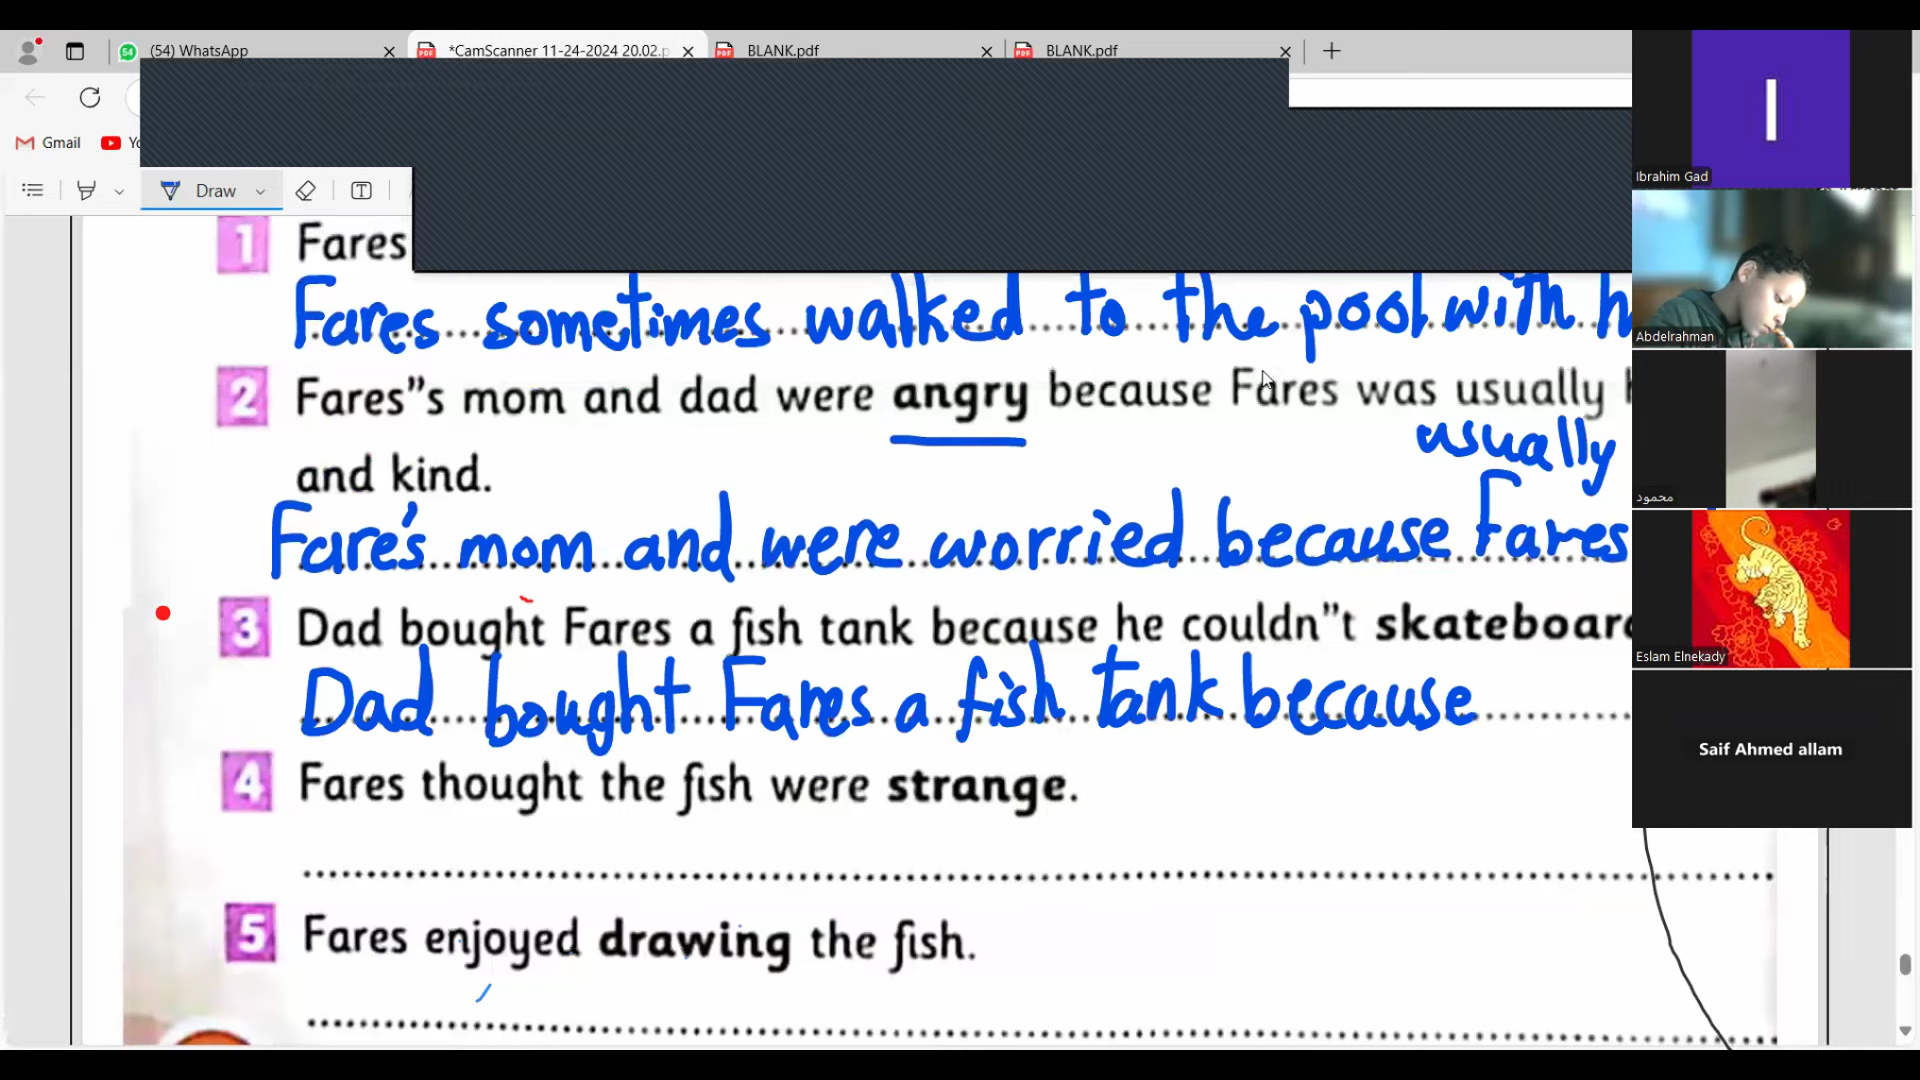 (54) WhatsApp
*CamScanner 11-24-2024 20.02.p
BLANK.pdf
BLANK.pdf
Gmail
Draw
1 Fares
Fares sometimes walked to the pool with h
2 Fares"s mom and dad were angry because Fares was usually
usually
and kind.
Fare's mom and were worried because Fares
3 Dad bought Fares a fish tank because he couldn"t skateboard
Dad bought Fares a fish tank because
4 Fares thought the fish were strange.
5 Fares enjoyed drawing the fish.
I
Ibrahim Gad
Abdelrahman
محمود
Eslam Elnekady
Saif Ahmed allam